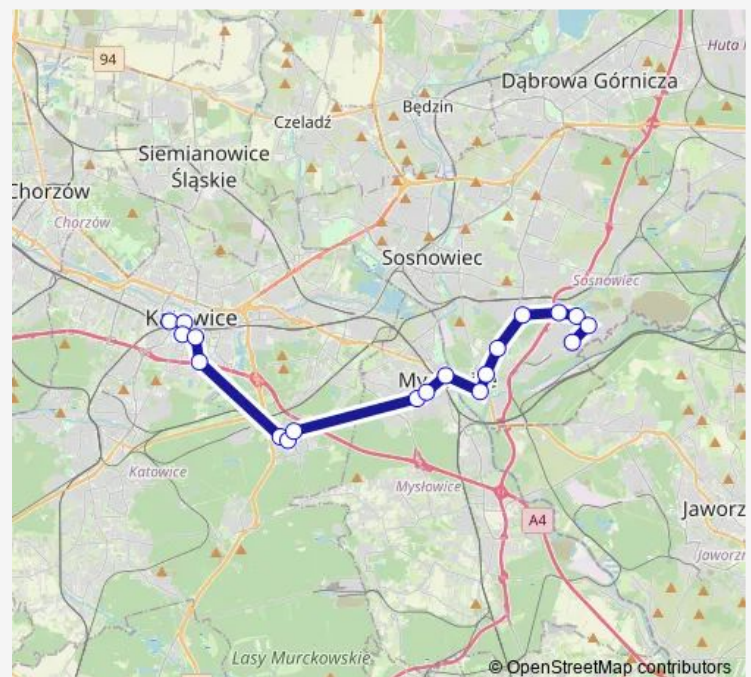 94
Huta
Dąbrowa Górnicza
Będzin
Czeladź
Siemianowice
Śląskie
Chorzów
Chorzów
Sosnowiec
Sosnowiec
Katowice
Katowice
Mysłowice
A4
Jaworz
Jaworzn
Lasy Murckowskie
© OpenStreetMap contributors